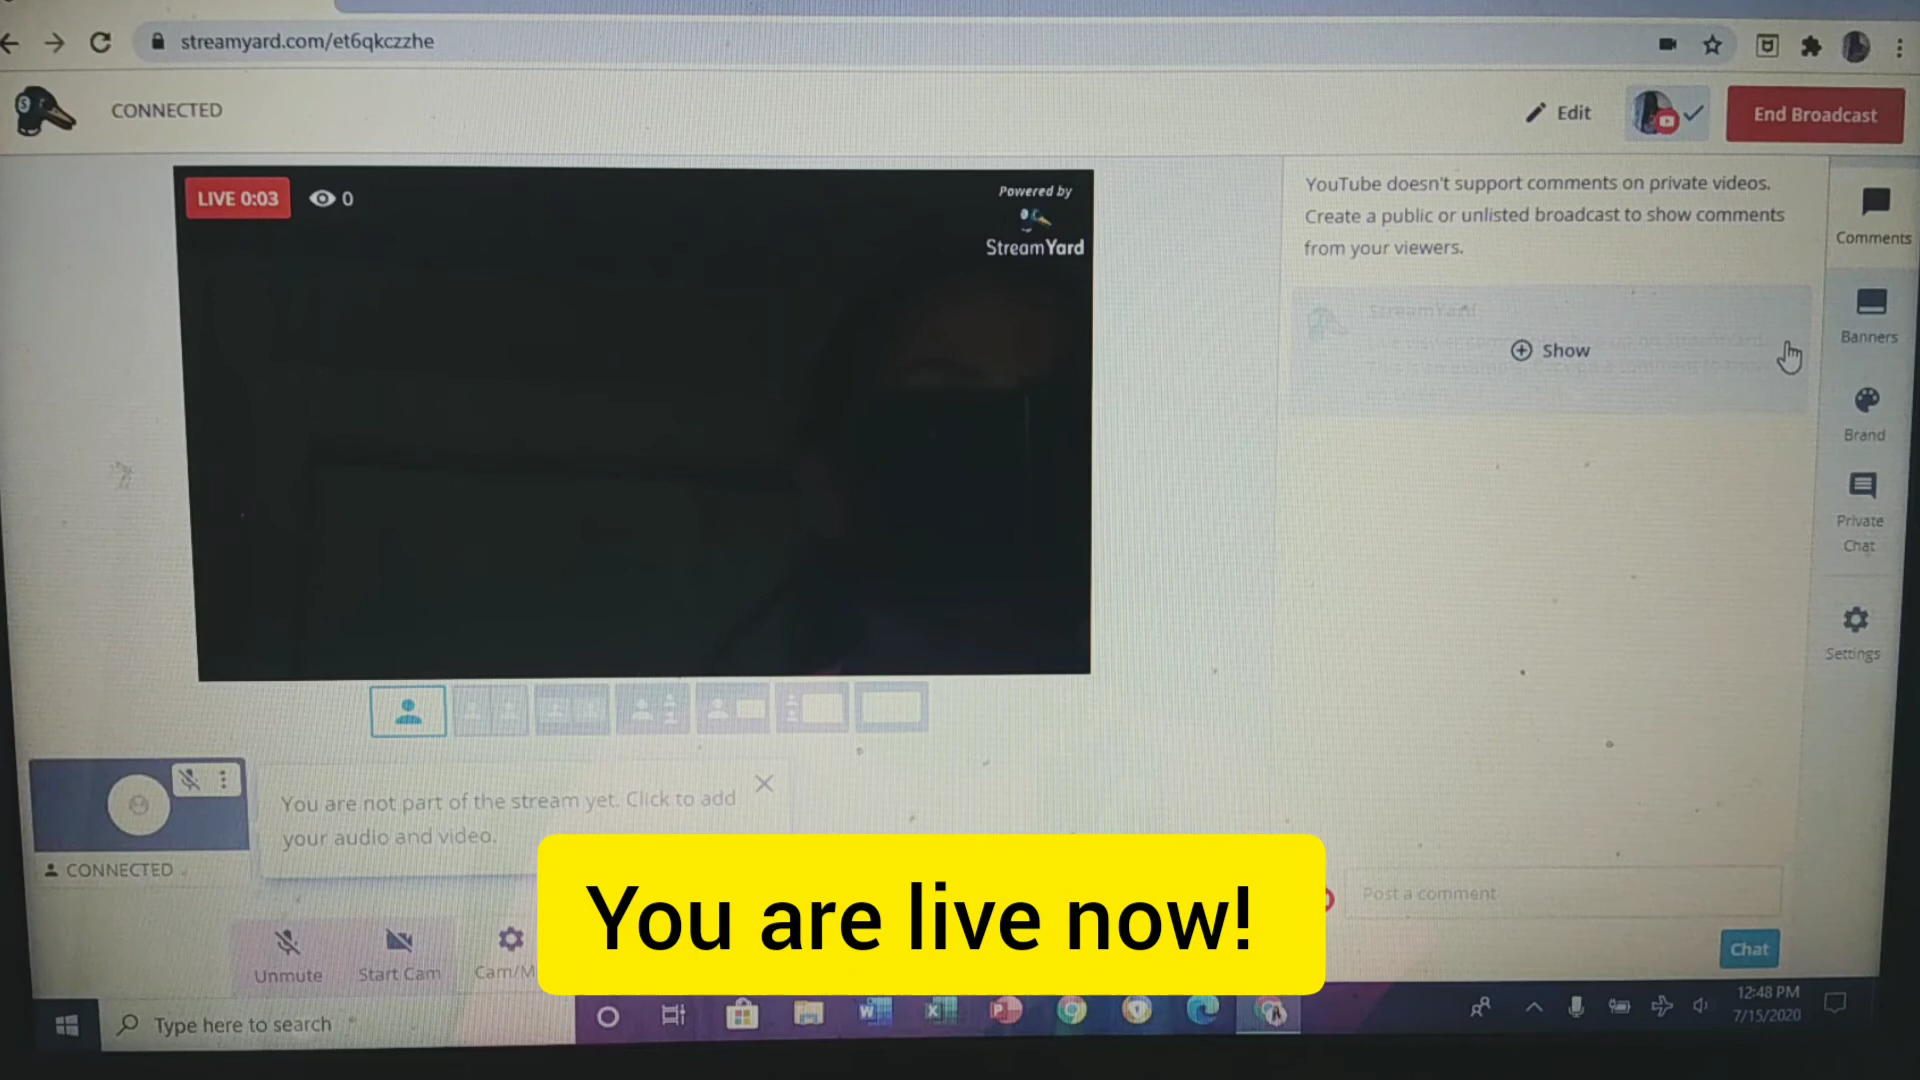 streamyard.com/et6qkczzhe
CONNECTED
Edit
End Broadcast
LIVE 0:03
0
Powered by
StreamYard
YouTube doesn't support comments on private videos.
Create a public or unlisted broadcast to show comments
from your viewers.
StreamYard
Show
Comments
Banners
Brand
Private
Chat
Settings
You are not part of the stream yet. Click to add
your audio and video.
CONNECTED
Unmute
Start Cam
Cam/M
You are live now!
Post a comment
Chat
Type here to search
12:48 PM
7/15/2020